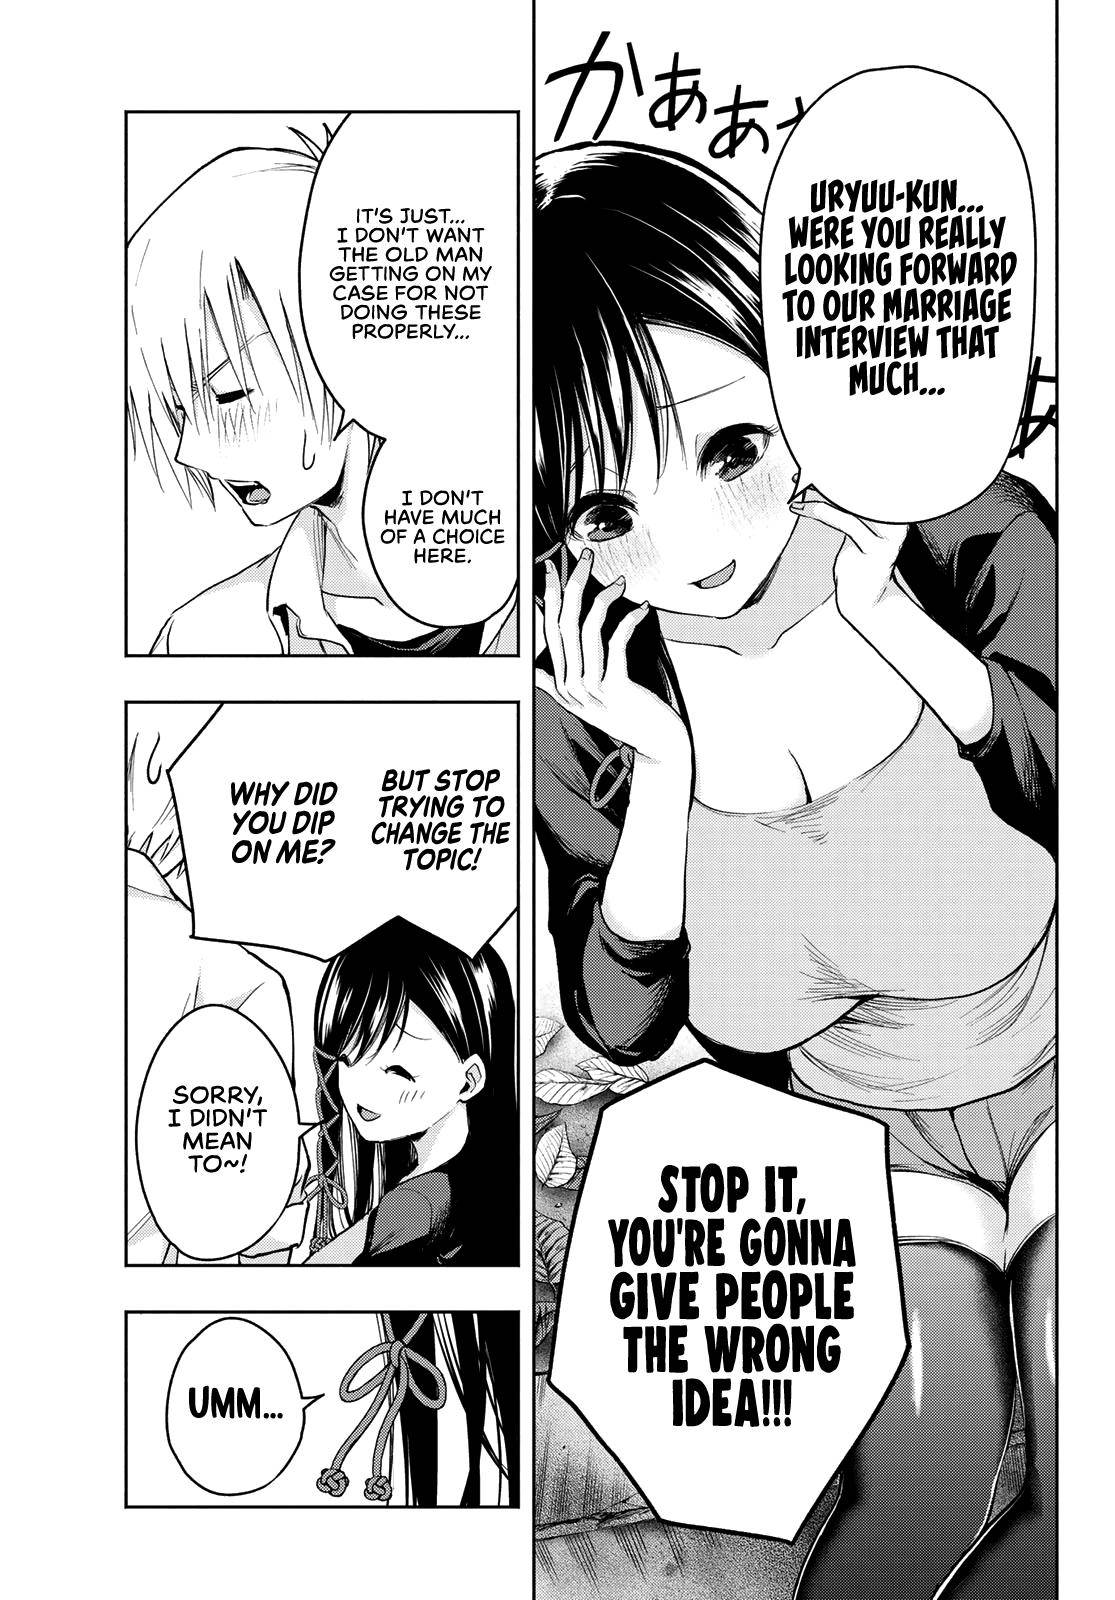 かああぁ
URYUU-KUN...
WERE YOU REALLY
LOOKING FORWARD
TO OUR MARRIAGE
INTERVIEW THAT
MUCH...
STOP IT,
YOU'RE GONNA
GIVE PEOPLE
THE WRONG
IDEA!!!
IT'S JUST...
I DON'T WANT
THE OLD MAN
GETTING ON MY
CASE FOR NOT
DOING THESE
PROPERLY...
I DON'T
HAVE MUCH
OF A CHOICE
HERE.
BUT STOP
TRYING TO
CHANGE THE
TOPIC!
WHY DID
YOU DIP
ON ME?
SORRY,
I DIDN'T
MEAN
TO~!
UMM...